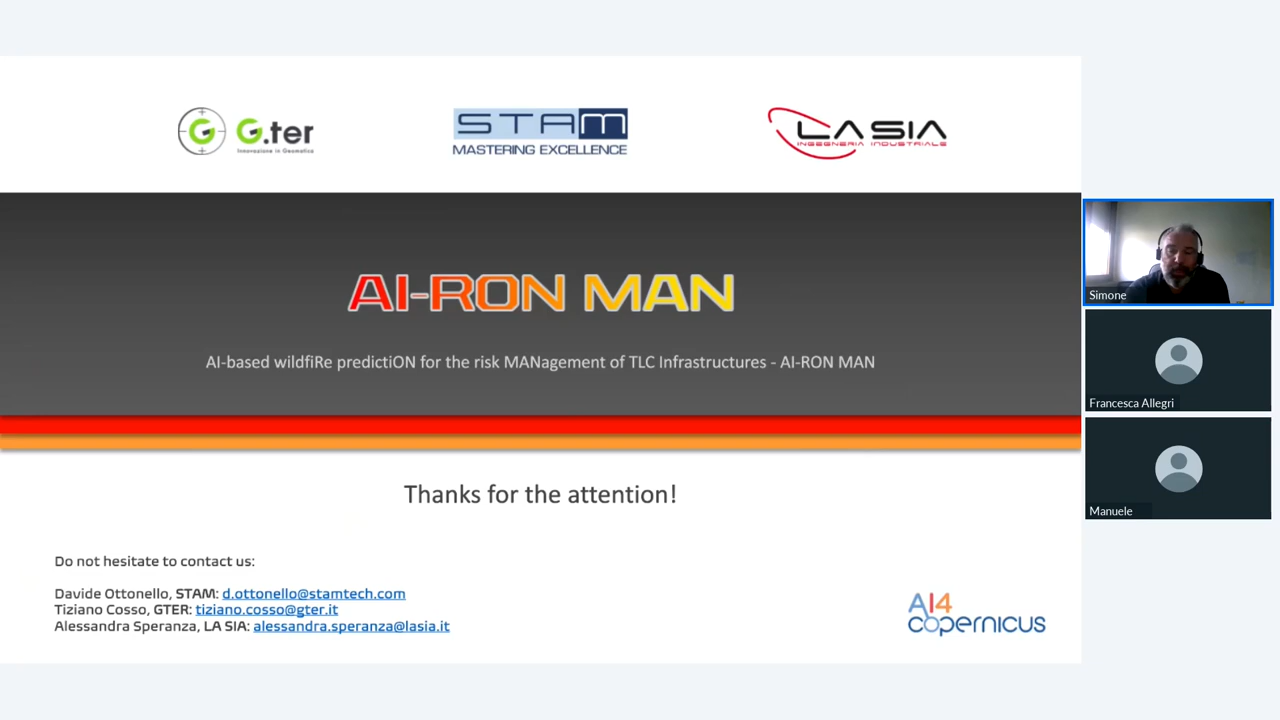 G.ter
Innovazione in Geomatica
STAM
MASTERING EXCELLENCE
LA SIA
INGEGNERIA INDUSTRIALE
AI-RON MAN
AI-based wildfiRe predictiON for the risk MANagement of TLC Infrastructures - AI-RON MAN
Thanks for the attention!
Do not hesitate to contact us:
Davide Ottonello, STAM: d.ottonello@stamtech.com
Tiziano Cosso, GTER: tiziano.cosso@gter.it
Alessandra Speranza, LA SIA: alessandra.speranza@lasia.it
AI4
copernicus
Simone
Francesca Allegri
Manuele